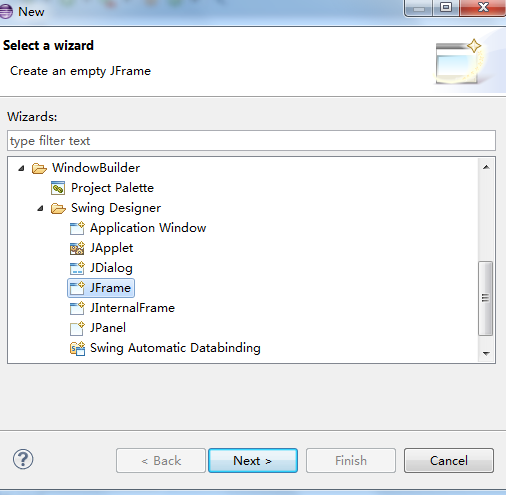 New
Select a wizard
Create an empty JFrame
Wizards:
type filter text
WindowBuilder
Project Palette
Swing Designer
Application Window
JApplet
JDialog
JFrame
JInternalFrame
JPanel
Swing Automatic Databinding
?
< Back
Next >
Finish
Cancel